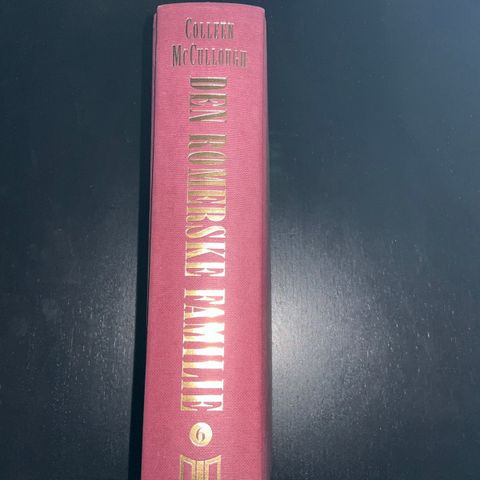 COLLEEN
MCCULLOUGH
DEN ROMERSKE FAMILIE
6